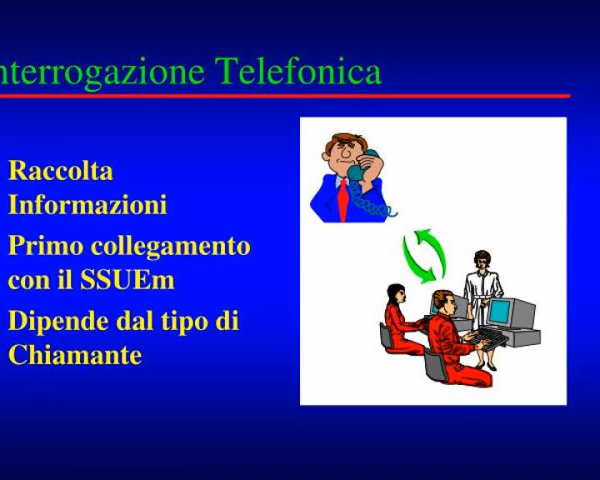 nterrogazione Telefonica
Raccolta
Informazioni
Primo collegamento
con il SSUEm
Dipende dal tipo di
Chiamante